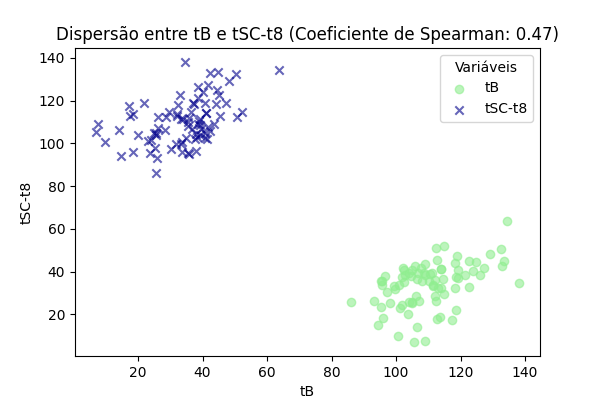 Dispersão entre tB e tSC-t8 (Coeficiente de Spearman: 0.47)
Variáveis
tB
tSC-t8
140
120
100
80
60
40
20
tSC-t8
20 40 60 80 100 120 140
tB